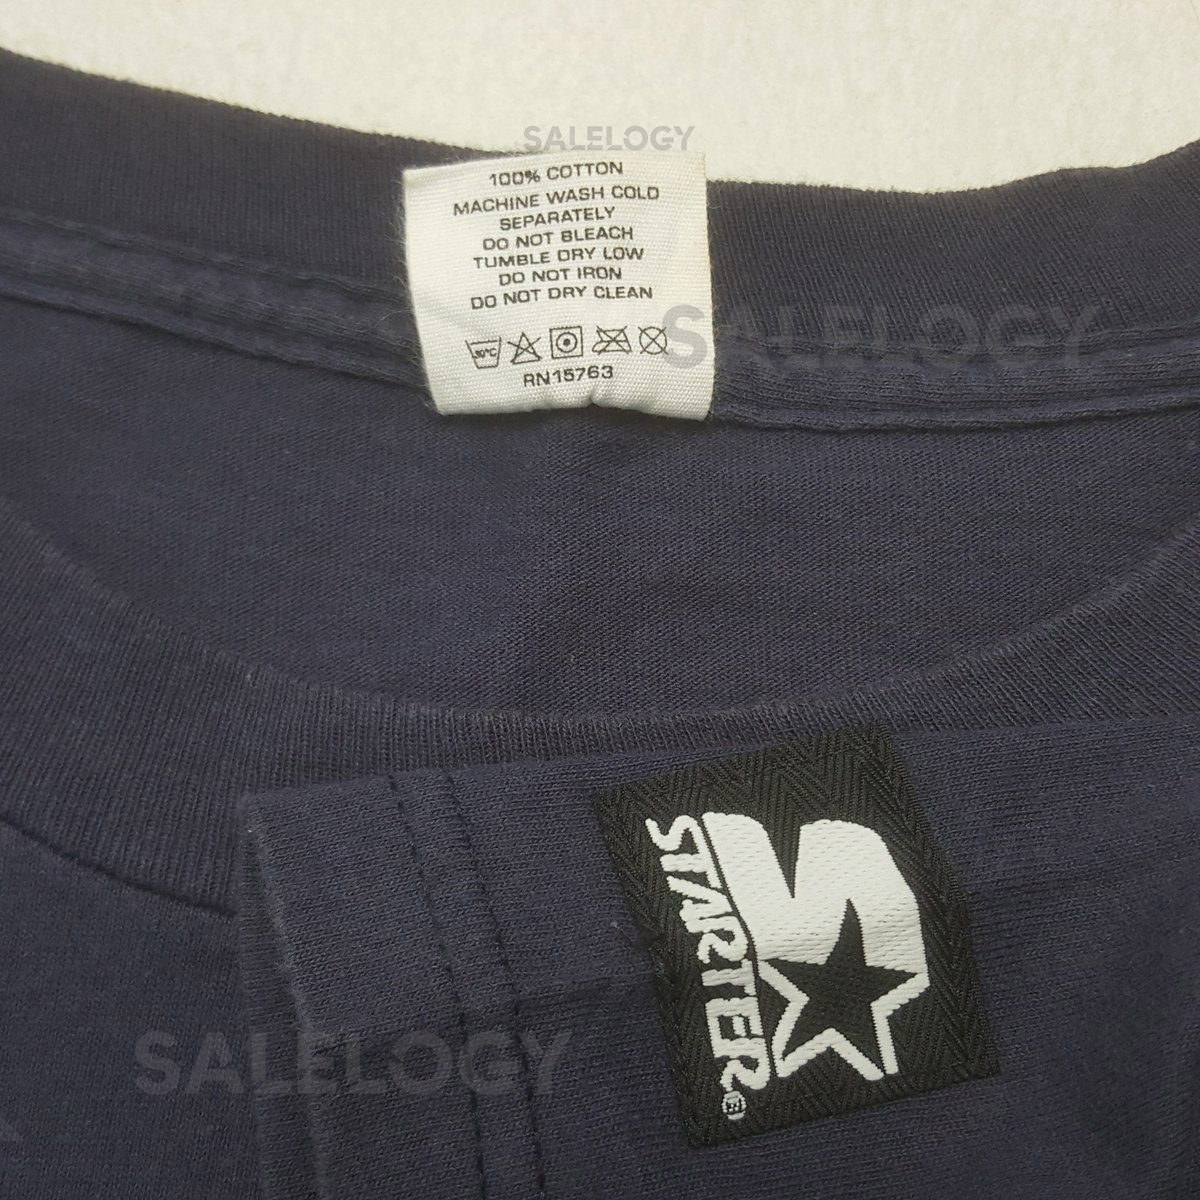 SALELOGY
100% COTTON
MACHINE WASH COLD
SEPARATELY
DO NOT BLEACH
TUMBLE DRY LOW
DO NOT IRON
DO NOT DRY CLEAN
30°C
RN15763
SALELOGY
STARTER®
SALELOGY